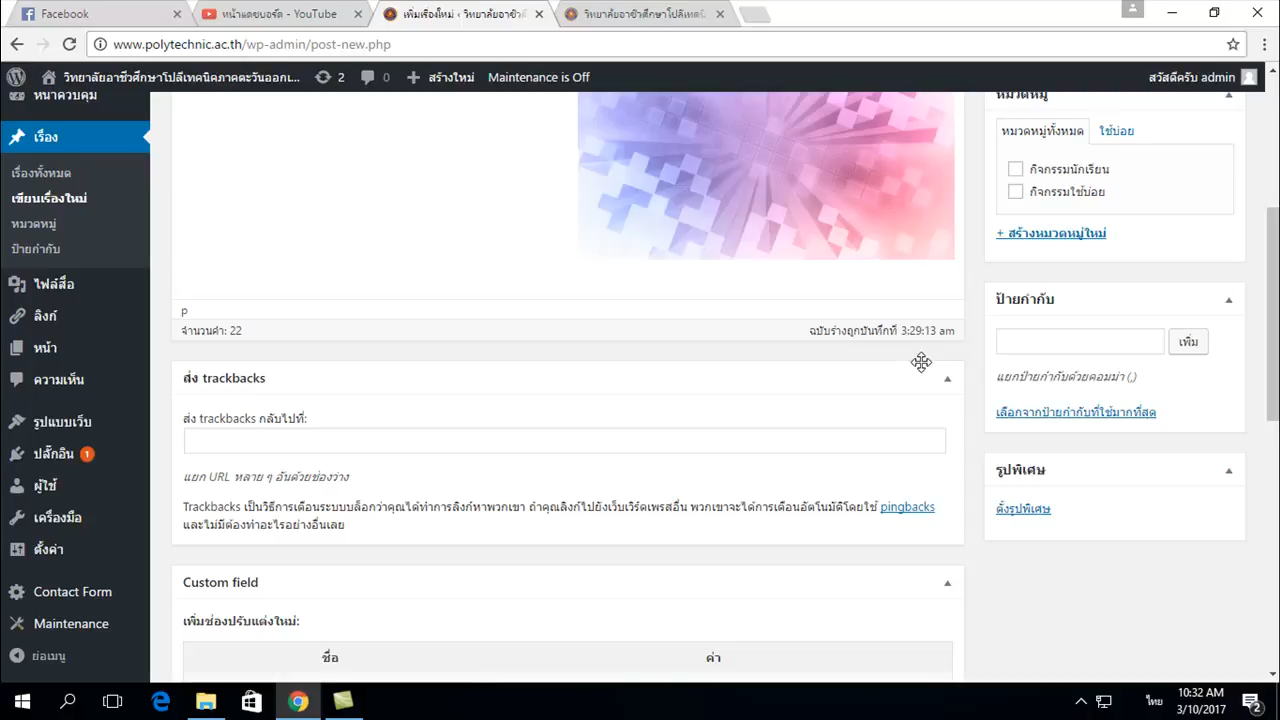 Facebook
หน้าแดชบอร์ด - YouTube
เพิ่มเรื่องใหม่ ‹ วิทยาลัยอาชีวศึ
วิทยาลัยอาชีวศึกษาโปลีเทคนิ
www.polytechnic.ac.th/wp-admin/post-new.php
วิทยาลัยอาชีวศึกษาโปลีเทคนิคภาคตะวันออก... 2 0 สร้างใหม่ Maintenance is Off สวัสดีครับ admin
หน้าควบคุม
เรื่อง
เรื่องทั้งหมด
เขียนเรื่องใหม่
หมวดหมู่
ป้ายกำกับ
ไฟล์สื่อ
ลิงก์
หน้า
ความเห็น
รูปแบบเว็บ
ปลั๊กอิน 1
ผู้ใช้
เครื่องมือ
ตั้งค่า
Contact Form
Maintenance
ย่อเมนู
p
จำนวนคำ: 22 ฉบับร่างถูกบันทึกที่ 3:29:13 am
ส่ง trackbacks
ส่ง trackbacks กลับไปที่:
แยก URL หลาย ๆ อันด้วยช่องว่าง
Trackbacks เป็นวิธีการเตือนระบบบล็อกว่าคุณได้ทำการลิงก์หาพวกเขา ถ้าคุณลิงก์ไปยังเว็บเวิร์ดเพรสอื่น พวกเขาจะได้การเตือนอัตโนมัติโดยใช้ pingbacks
และไม่มีต้องทำอะไรอย่างอื่นเลย
Custom field
เพิ่มช่องปรับแต่งใหม่:
ชื่อ ค่า
หมวดหมู่
หมวดหมู่ทั้งหมด ใช้บ่อย
กิจกรรมนักเรียน
กิจกรรมใช้บ่อย
+ สร้างหมวดหมู่ใหม่
ป้ายกำกับ
เพิ่ม
แยกป้ายกำกับด้วยคอมม่า (,)
เลือกจากป้ายกำกับที่ใช้มากที่สุด
รูปพิเศษ
ตั้งรูปพิเศษ
ไทย
10:32 AM
3/10/2017
2